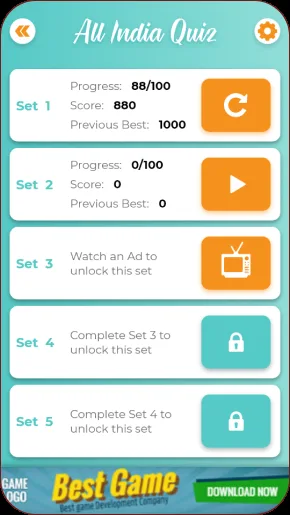 All India Quiz
Set 1
Progress: 88/100
Score: 880
Previous Best: 1000
Set 2
Progress: 0/100
Score: 0
Previous Best: 0
Set 3
Watch an Ad to
unlock this set
Set 4
Complete Set 3 to
unlock this set
Set 5
Complete Set 4 to
unlock this set
GAME
LOGO
Best Game
Best game Development Company
DOWNLOAD NOW